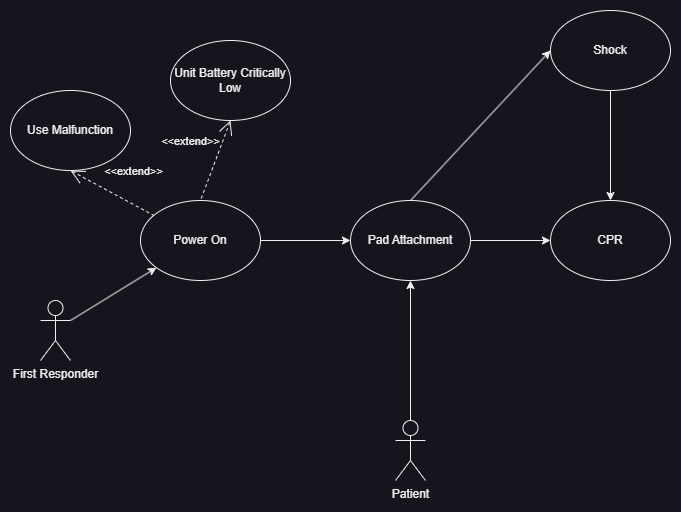 Shock
Unit Battery Critically
Low
Use Malfunction
<<extend>>
<<extend>>
Power On
Pad Attachment
CPR
First Responder
Patient